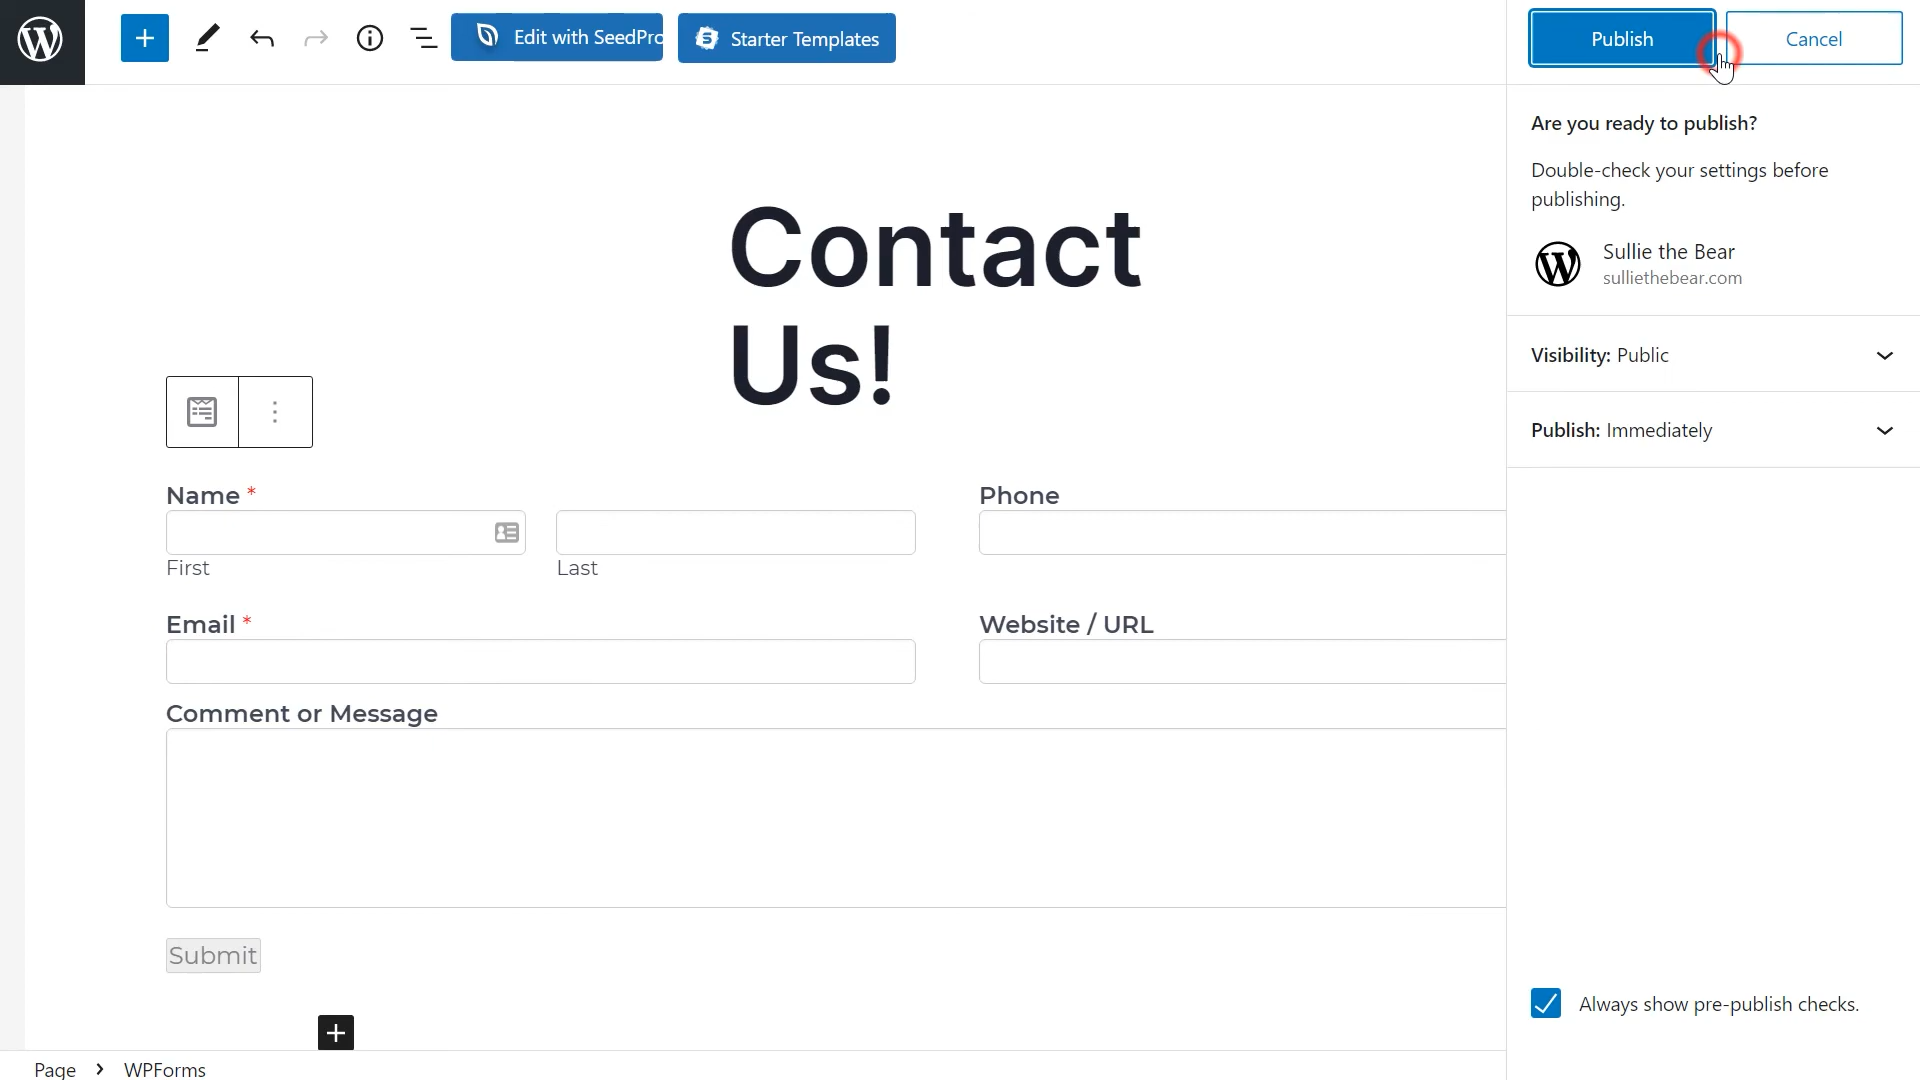 Edit with SeedPro
Starter Templates
Publish
Cancel
Are you ready to publish?
Double-check your settings before
publishing.
Sullie the Bear
sulliethebear.com
Visibility: Public
Publish: Immediately
Contact
Us!
Name *
Phone
First
Last
Email *
Website / URL
Comment or Message
Submit
Always show pre-publish checks.
Page > WPForms